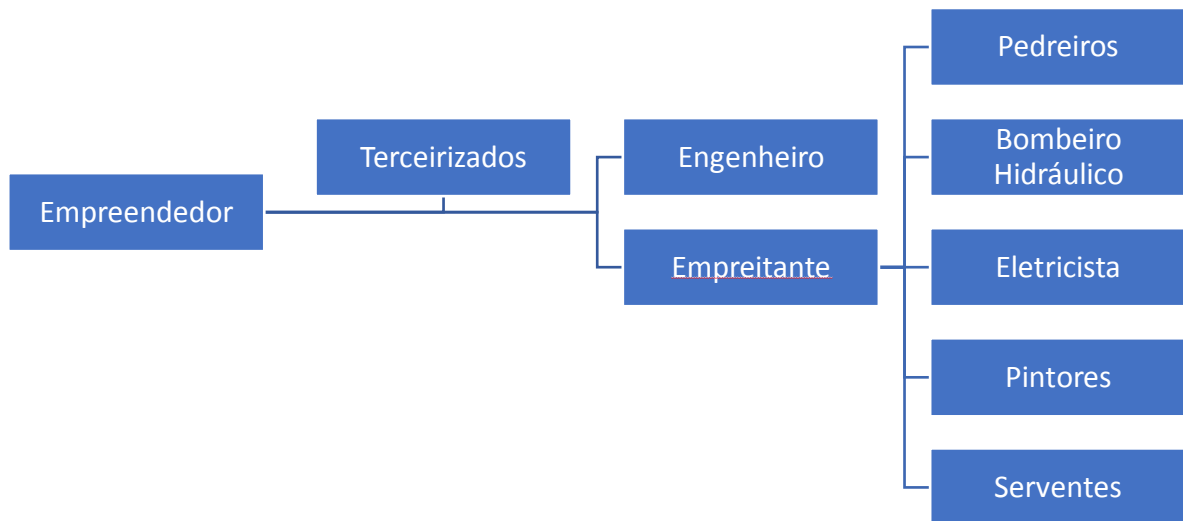 Empreendedor
Terceirizados
Engenheiro
Empreitante
Pedreiros
Bombeiro
Hidráulico
Eletricista
Pintores
Serventes